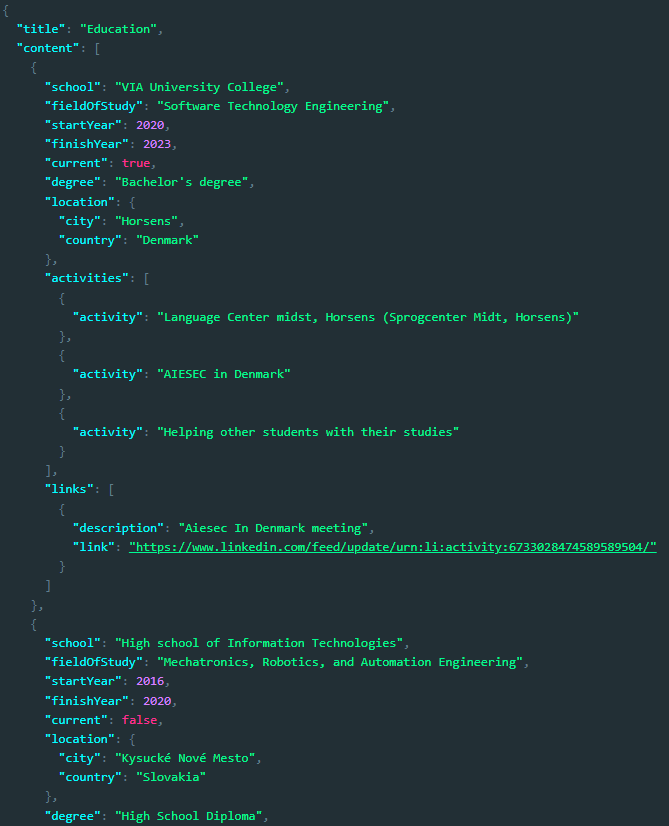 {
"title": "Education",
"content": [
{
"school": "VIA University College",
"fieldOfStudy": "Software Technology Engineering",
"startYear": 2020,
"finishYear": 2023,
"current": true,
"degree": "Bachelor's degree",
"location": {
"city": "Horsens",
"country": "Denmark"
},
"activities": [
{
"activity": "Language Center midst, Horsens (Sprogcenter Midt, Horsens)"
},
{
"activity": "AIESEC in Denmark"
},
{
"activity": "Helping other students with their studies"
}
],
"links": [
{
"description": "Aiesec In Denmark meeting",
"link": "https://www.linkedin.com/feed/update/urn:li:activity:6733028474589589504/"
}
]
},
{
"school": "High school of Information Technologies",
"fieldOfStudy": "Mechatronics, Robotics, and Automation Engineering",
"startYear": 2016,
"finishYear": 2020,
"current": false,
"location": {
"city": "Kysucké Nové Mesto",
"country": "Slovakia"
},
"degree": "High School Diploma",